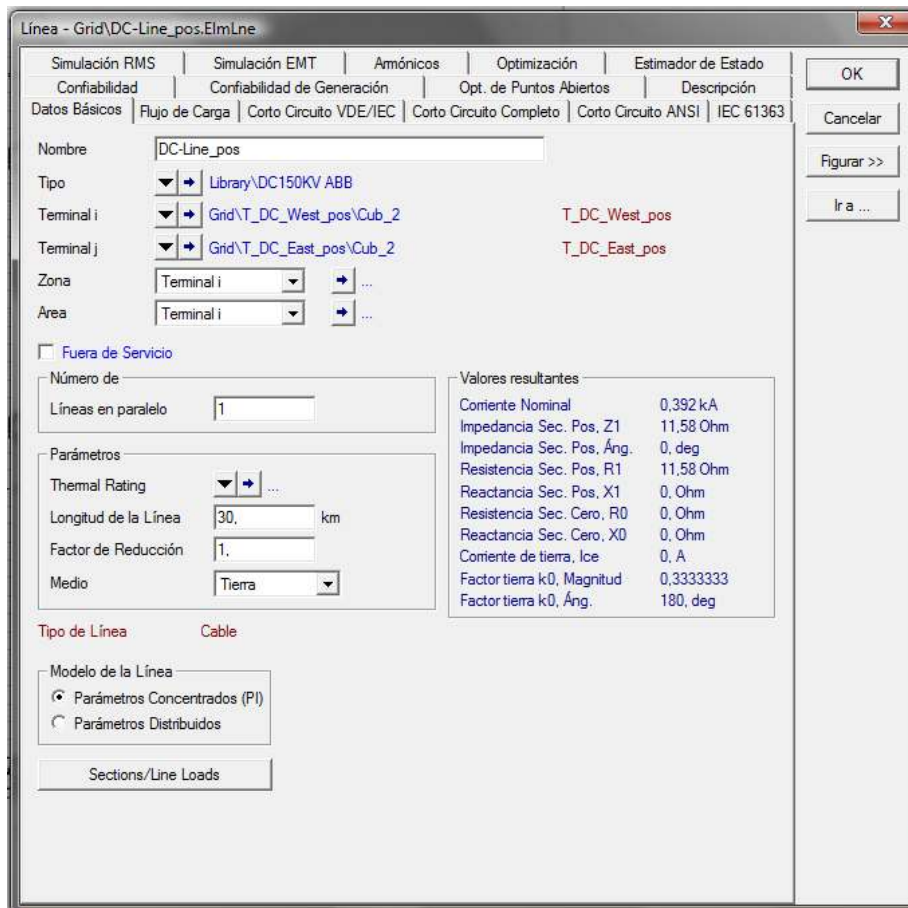 Línea - Grid\DC-Line_pos.ElmLne
Simulación RMS
Simulación EMT
Armónicos
Optimización
Estimador de Estado
Confiabilidad
Confiabilidad de Generación
Opt. de Puntos Abiertos
Descripción
Datos Básicos
Flujo de Carga
Corto Circuito VDE/IEC
Corto Circuito Completo
Corto Circuito ANSI
IEC 61363
OK
Cancelar
Figurar >>
Ir a ...
Nombre DC-Line_pos
Tipo Library\DC150KV ABB
Terminal i Grid\T_DC_West_pos\Cub_2 T_DC_West_pos
Terminal j Grid\T_DC_East_pos\Cub_2 T_DC_East_pos
Zona Terminal i ...
Area Terminal i ...
Fuera de Servicio
Número de
Líneas en paralelo 1
Parámetros
Thermal Rating ...
Longitud de la Línea 30, km
Factor de Reducción 1,
Medio Tierra
Tipo de Línea Cable
Modelo de la Línea
Parámetros Concentrados (PI)
Parámetros Distribuidos
Sections/Line Loads
Valores resultantes
Corriente Nominal 0,392 kA
Impedancia Sec. Pos, Z1 11,58 Ohm
Impedancia Sec. Pos, Áng. 0, deg
Resistencia Sec. Pos, R1 11,58 Ohm
Reactancia Sec. Pos, X1 0, Ohm
Resistencia Sec. Cero, R0 0, Ohm
Reactancia Sec. Cero, X0 0, Ohm
Corriente de tierra, Ice 0, A
Factor tierra k0, Magnitud 0,3333333
Factor tierra k0, Áng. 180, deg